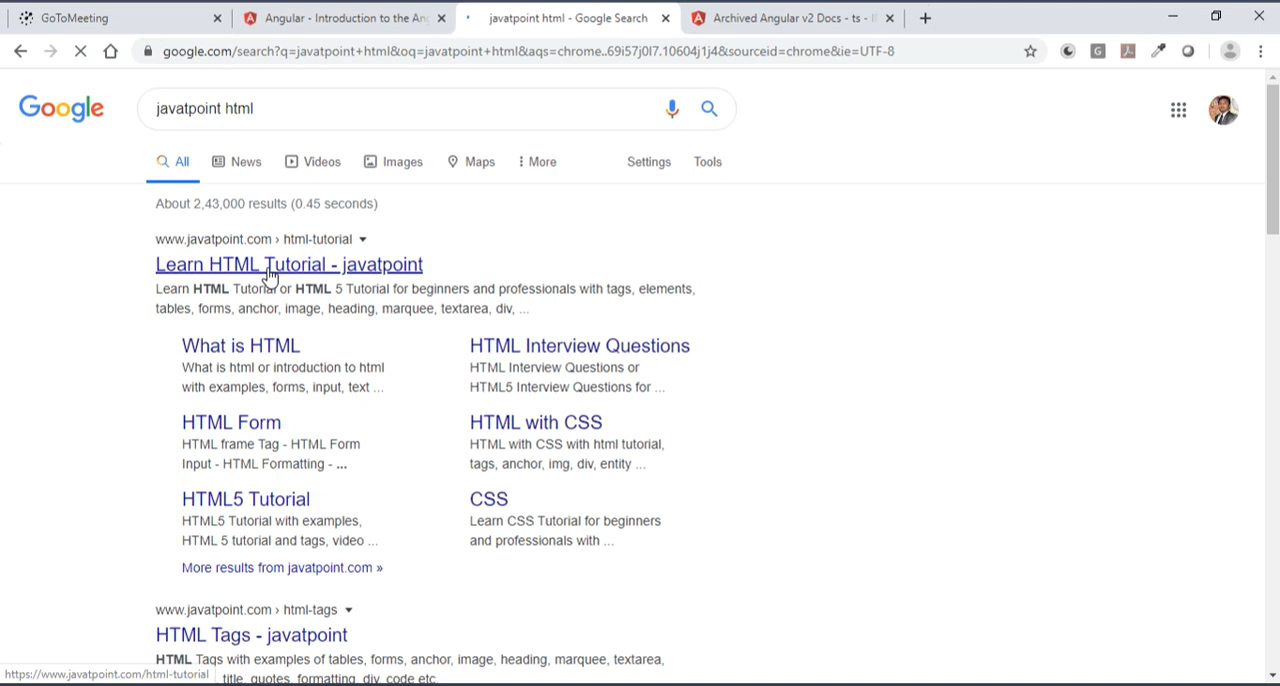 GoToMeeting
Angular - Introduction to the Ang
javatpoint html - Google Search
Archived Angular v2 Docs - ts - I
google.com/search?q=javatpoint+html&oq=javatpoint+html&aqs=chrome..69i57j0l7.10604j1j4&sourceid=chrome&ie=UTF-8
G
Google
javatpoint html
All
News
Videos
Images
Maps
More
Settings
Tools
About 2,43,000 results (0.45 seconds)
www.javatpoint.com › html-tutorial
Learn HTML Tutorial - javatpoint
Learn HTML Tutorial or HTML 5 Tutorial for beginners and professionals with tags, elements,
tables, forms, anchor, image, heading, marquee, textarea, div, ...
What is HTML
What is html or introduction to html
with examples, forms, input, text ...
HTML Interview Questions
HTML Interview Questions or
HTML5 Interview Questions for ...
HTML Form
HTML frame Tag - HTML Form
Input - HTML Formatting - ...
HTML with CSS
HTML with CSS with html tutorial,
tags, anchor, img, div, entity ...
HTML5 Tutorial
HTML5 Tutorial with examples,
HTML 5 tutorial and tags, video ...
CSS
Learn CSS Tutorial for beginners
and professionals with ...
More results from javatpoint.com »
www.javatpoint.com › html-tags
HTML Tags - javatpoint
HTML Tags with examples of tables, forms, anchor, image, heading, marquee, textarea,
title, quotes, formatting, div, code etc.
https://www.javatpoint.com/html-tutorial